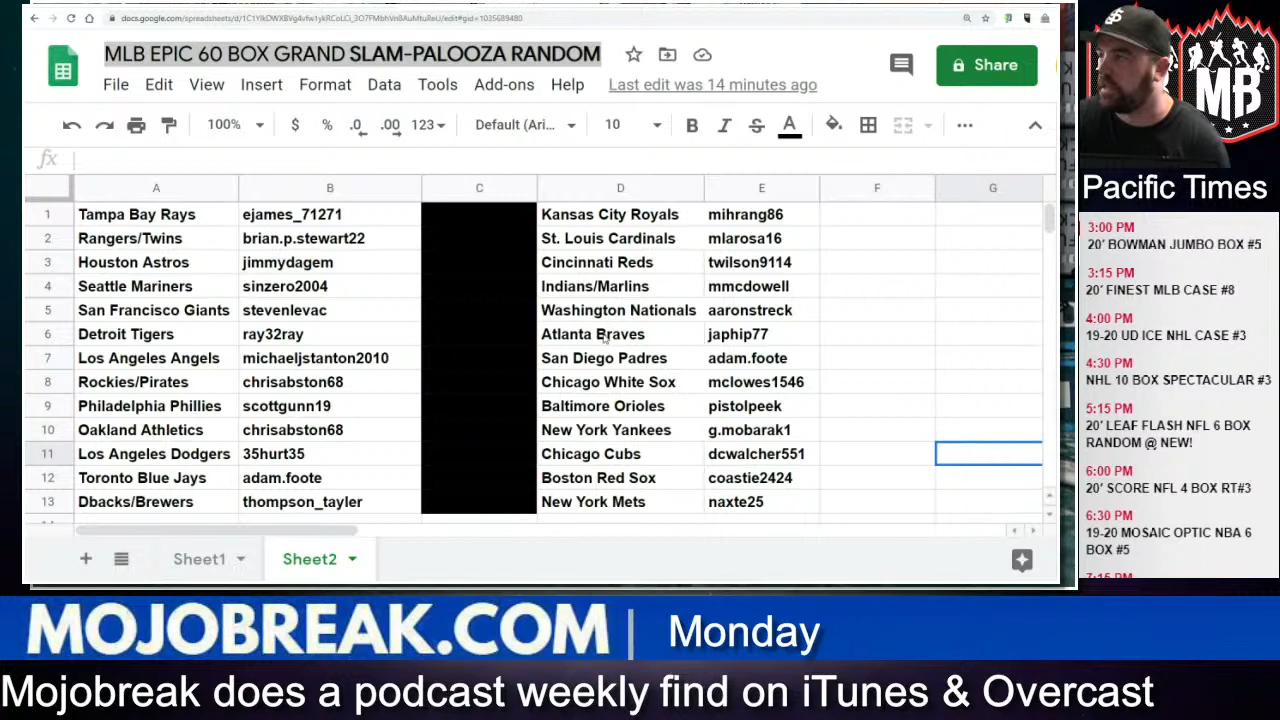 docs.google.com/spreadsheets/d/
MLB EPIC 60 BOX GRAND SLAM-PALOOZA RANDOM
Share
File Edit View Insert Format Data Tools Add-ons Help Last edit was 14 minutes ago
100% $ % .0 .00 123 Default (Ari... 10 B I S A
fx
A B C D E F G
1 Tampa Bay Rays ejames_71271 Kansas City Royals mihrang86
2 Rangers/Twins brian.p.stewart22 St. Louis Cardinals mlarosa16
3 Houston Astros jimmydagem Cincinnati Reds twilson9114
4 Seattle Mariners sinzero2004 Indians/Marlins mmcdowell
5 San Francisco Giants stevenlevac Washington Nationals aaronstreck
6 Detroit Tigers ray32ray Atlanta Braves japhip77
7 Los Angeles Angels michaeljstanton2010 San Diego Padres adam.foote
8 Rockies/Pirates chrisabston68 Chicago White Sox mclowes1546
9 Philadelphia Phillies scottgunn19 Baltimore Orioles pistolpeek
10 Oakland Athletics chrisabston68 New York Yankees g.mobarak1
11 Los Angeles Dodgers 35hurt35 Chicago Cubs dcwalcher551
12 Toronto Blue Jays adam.foote Boston Red Sox coastie2424
13 Dbacks/Brewers thompson_tayler New York Mets naxte25
Sheet1 Sheet2
MB
Pacific Times
3:00 PM
20' BOWMAN JUMBO BOX #5
3:15 PM
20' FINEST MLB CASE #8
4:00 PM
19-20 UD ICE NHL CASE #3
4:30 PM
NHL 10 BOX SPECTACULAR #3
5:15 PM
20' LEAF FLASH NFL 6 BOX
RANDOM @ NEW!
6:00 PM
20' SCORE NFL 4 BOX RT#3
6:30 PM
19-20 MOSAIC OPTIC NBA 6
BOX #5
7:15 PM
MOJOBREAK.COM | Monday
Mojobreak does a podcast weekly find on iTunes & Overcast